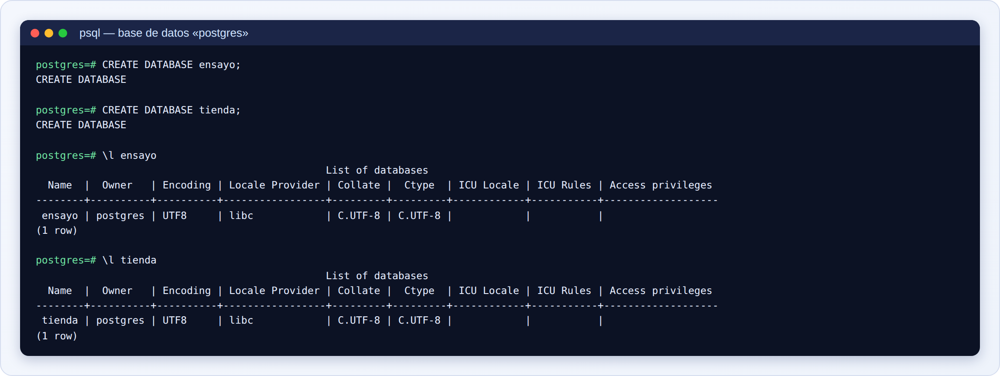 psql — base de datos «postgres»
postgres=# CREATE DATABASE ensayo;
CREATE DATABASE
postgres=# CREATE DATABASE tienda;
CREATE DATABASE
postgres=# \l ensayo
                                                List of databases
  Name  |  Owner   | Encoding | Locale Provider | Collate |  Ctype  | ICU Locale | ICU Rules | Access privileges
--------+----------+----------+-----------------+---------+---------+------------+-----------+-------------------
 ensayo | postgres | UTF8     | libc            | C.UTF-8 | C.UTF-8 |            |           |
(1 row)
postgres=# \l tienda
                                                List of databases
  Name  |  Owner   | Encoding | Locale Provider | Collate |  Ctype  | ICU Locale | ICU Rules | Access privileges
--------+----------+----------+-----------------+---------+---------+------------+-----------+-------------------
 tienda | postgres | UTF8     | libc            | C.UTF-8 | C.UTF-8 |            |           |
(1 row)